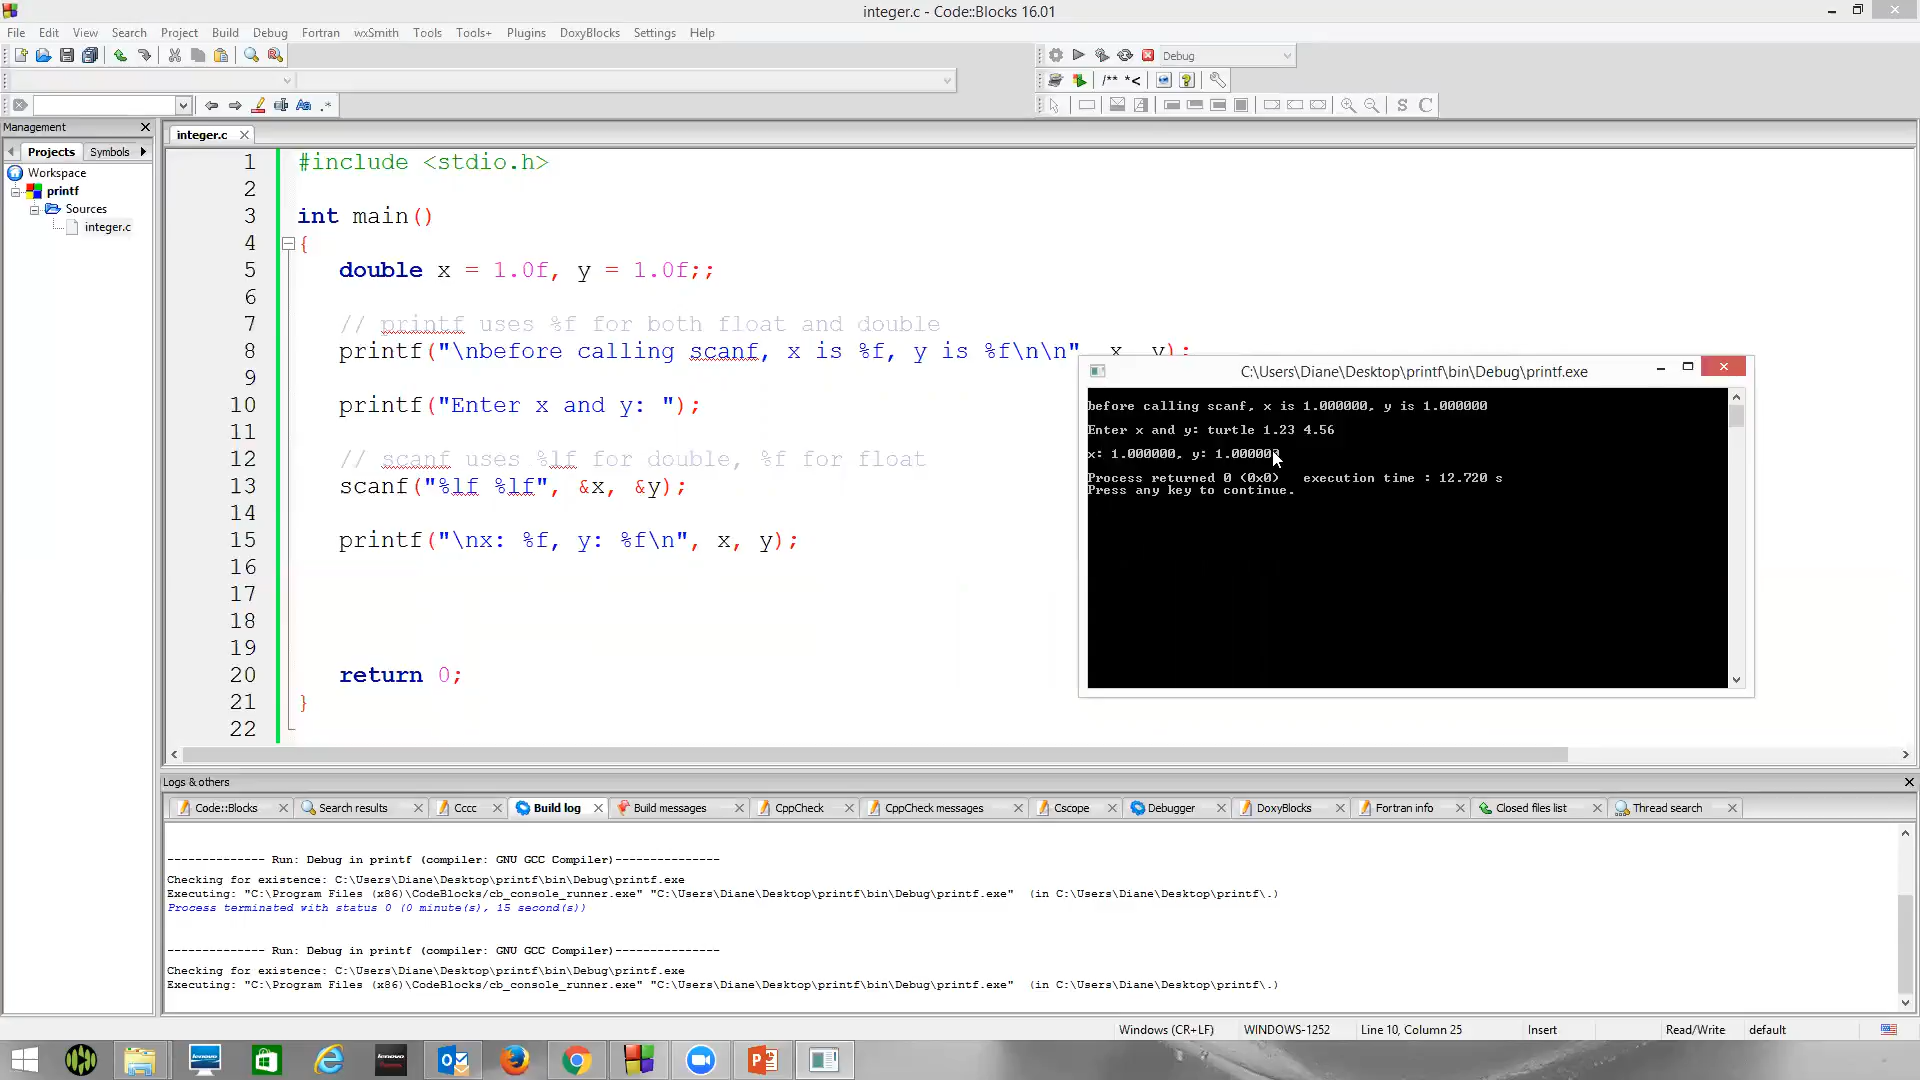 integer.c - Code::Blocks 16.01
File Edit View Search Project Build Debug Fortran wxSmith Tools Tools+ Plugins DoxyBlocks Settings Help
Debug
/** *<
Aa .*
S C
Management
Projects Symbols
Workspace
printf
Sources
integer.c
integer.c
1 #include <stdio.h>
2
3 int main()
4 {
5 double x = 1.0f, y = 1.0f;;
6
7 // printf uses %f for both float and double
8 printf("\nbefore calling scanf, x is %f, y is %f\n\n", x, y);
9
10 printf("Enter x and y: ");
11
12 // scanf uses %lf for double, %f for float
13 scanf("%lf %lf", &x, &y);
14
15 printf("\nx: %f, y: %f\n", x, y);
16
17
18
19
20 return 0;
21 }
22
C:\Users\Diane\Desktop\printf\bin\Debug\printf.exe
before calling scanf, x is 1.000000, y is 1.000000
Enter x and y: turtle 1.23 4.56
x: 1.000000, y: 1.000000
Process returned 0 (0x0) execution time : 12.720 s
Press any key to continue.
Logs & others
Code::Blocks Search results Cccc Build log Build messages CppCheck CppCheck messages Cscope Debugger DoxyBlocks Fortran info Closed files list Thread search
-------------- Run: Debug in printf (compiler: GNU GCC Compiler)---------------
Checking for existence: C:\Users\Diane\Desktop\printf\bin\Debug\printf.exe
Executing: "C:\Program Files (x86)\CodeBlocks/cb_console_runner.exe" "C:\Users\Diane\Desktop\printf\bin\Debug\printf.exe" (in C:\Users\Diane\Desktop\printf\.)
Process terminated with status 0 (0 minute(s), 15 second(s))
-------------- Run: Debug in printf (compiler: GNU GCC Compiler)---------------
Checking for existence: C:\Users\Diane\Desktop\printf\bin\Debug\printf.exe
Executing: "C:\Program Files (x86)\CodeBlocks/cb_console_runner.exe" "C:\Users\Diane\Desktop\printf\bin\Debug\printf.exe" (in C:\Users\Diane\Desktop\printf\.)
Windows (CR+LF) WINDOWS-1252 Line 10, Column 25 Insert Read/Write default